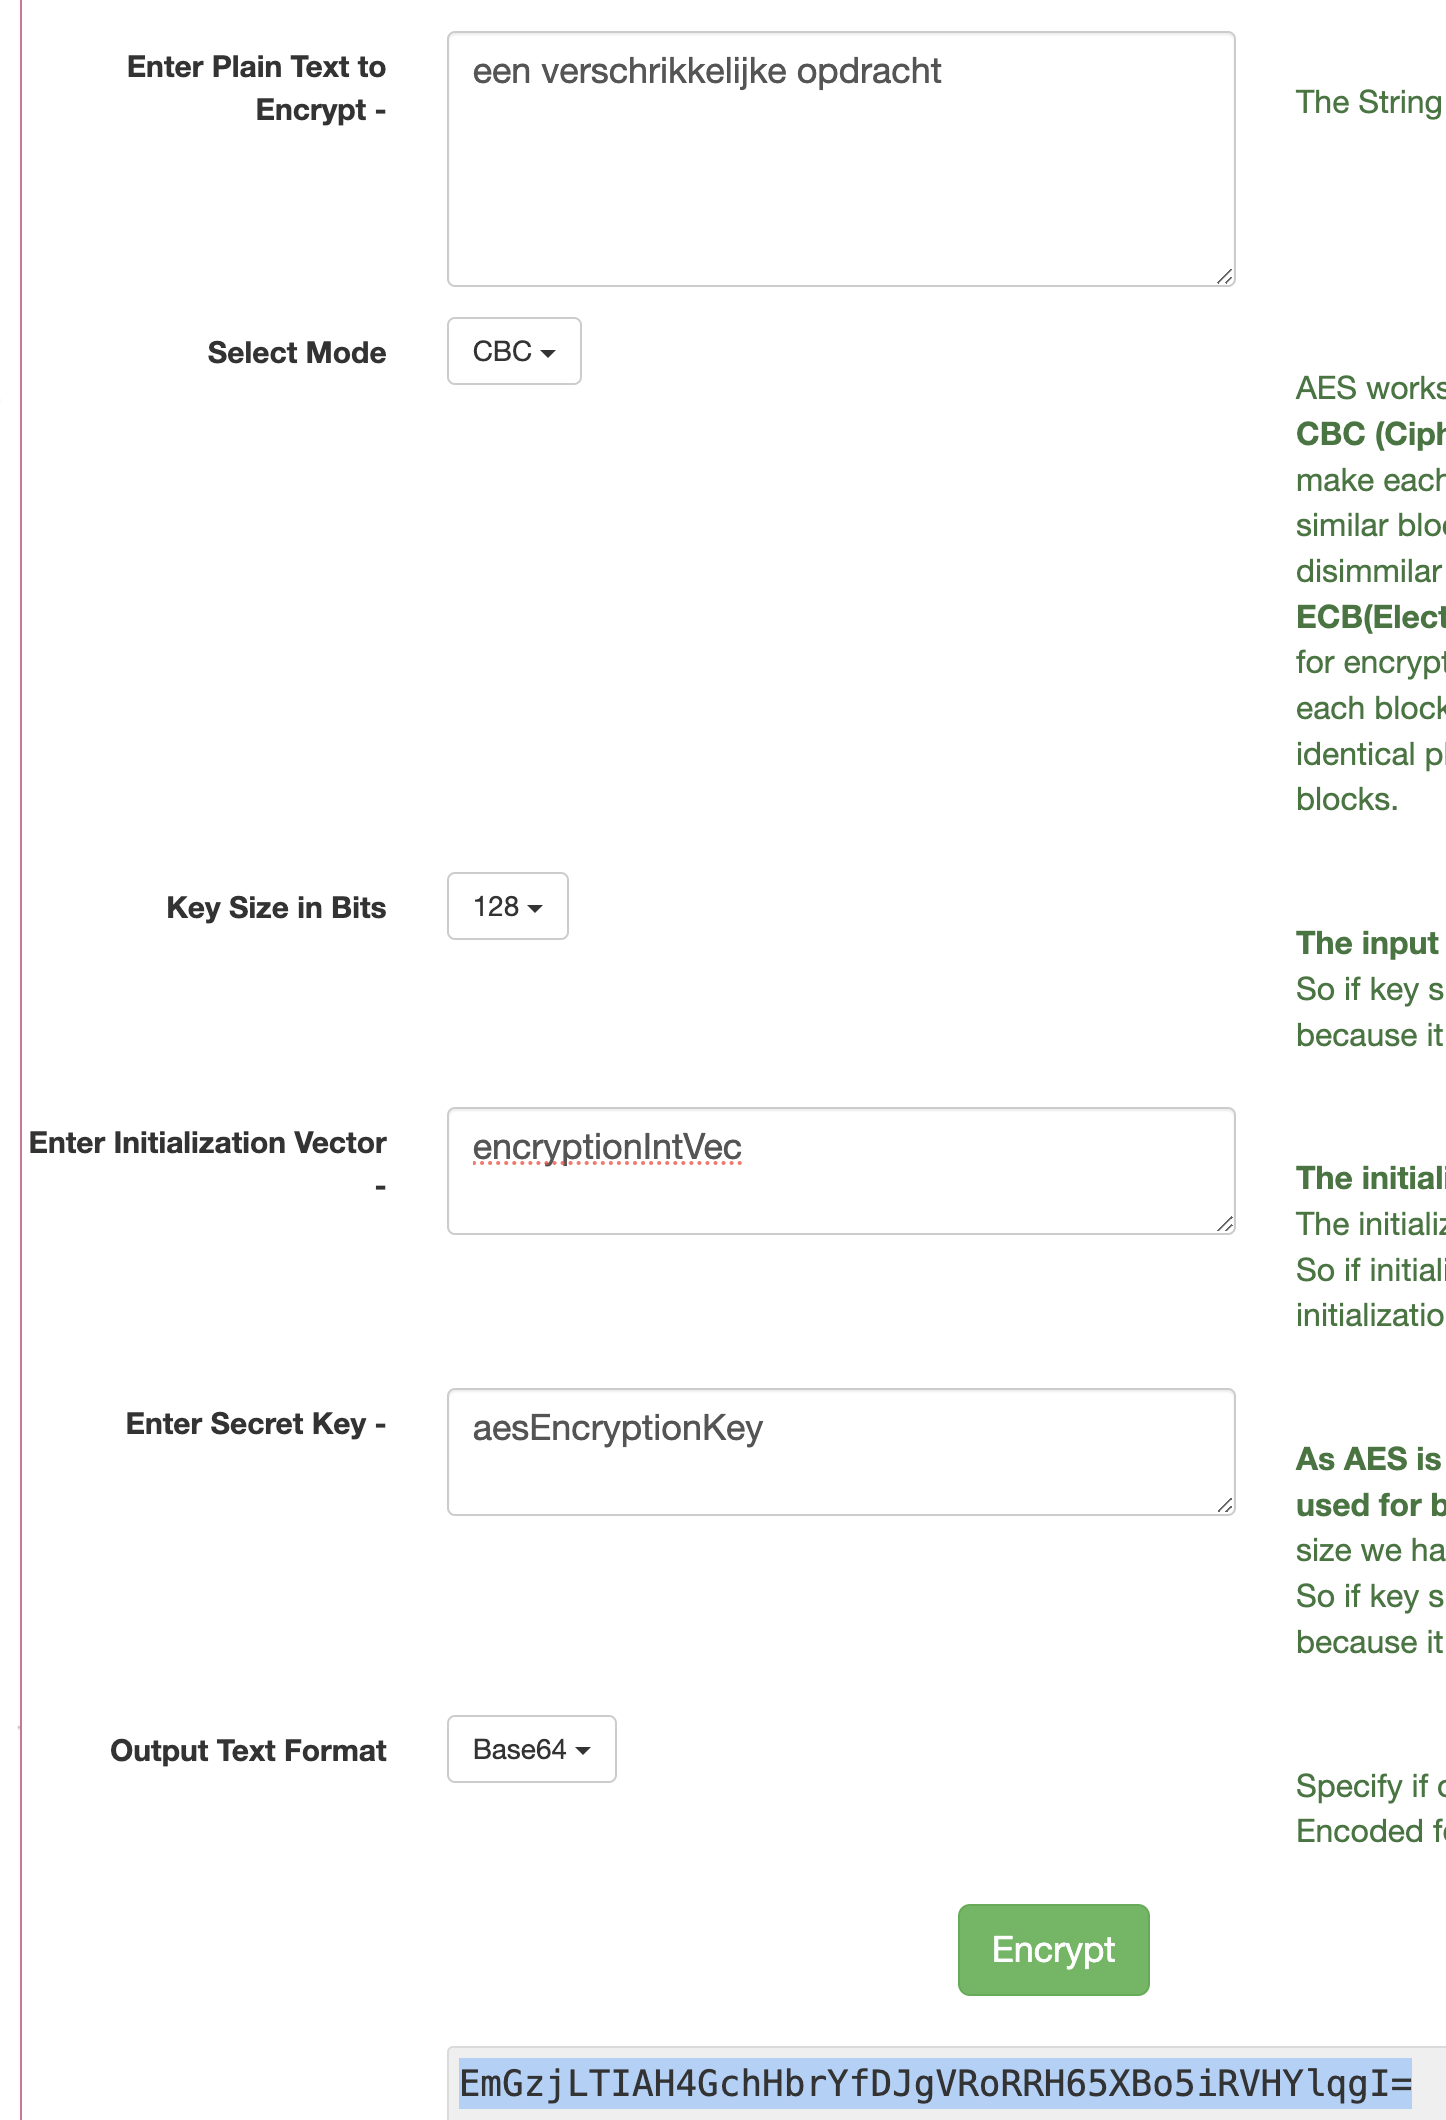 Enter Plain Text to
Encrypt -
een verschrikkelijke opdracht
The String
Select Mode
CBC
AES works
CBC (Ciph
make each
similar blo
disimmilar
ECB(Elect
for encrypt
each block
identical pl
blocks.
Key Size in Bits
128
The input
So if key s
because it
Enter Initialization Vector
-
encryptionIntVec
The initiali
The initializ
So if initiali
initializatio
Enter Secret Key -
aesEncryptionKey
As AES is
used for b
size we ha
So if key s
because it
Output Text Format
Base64
Specify if
Encoded f
Encrypt
EmGzjLTIAH4GchHbrYfDJgVRoRRH65XBo5iRVHYlqgI=